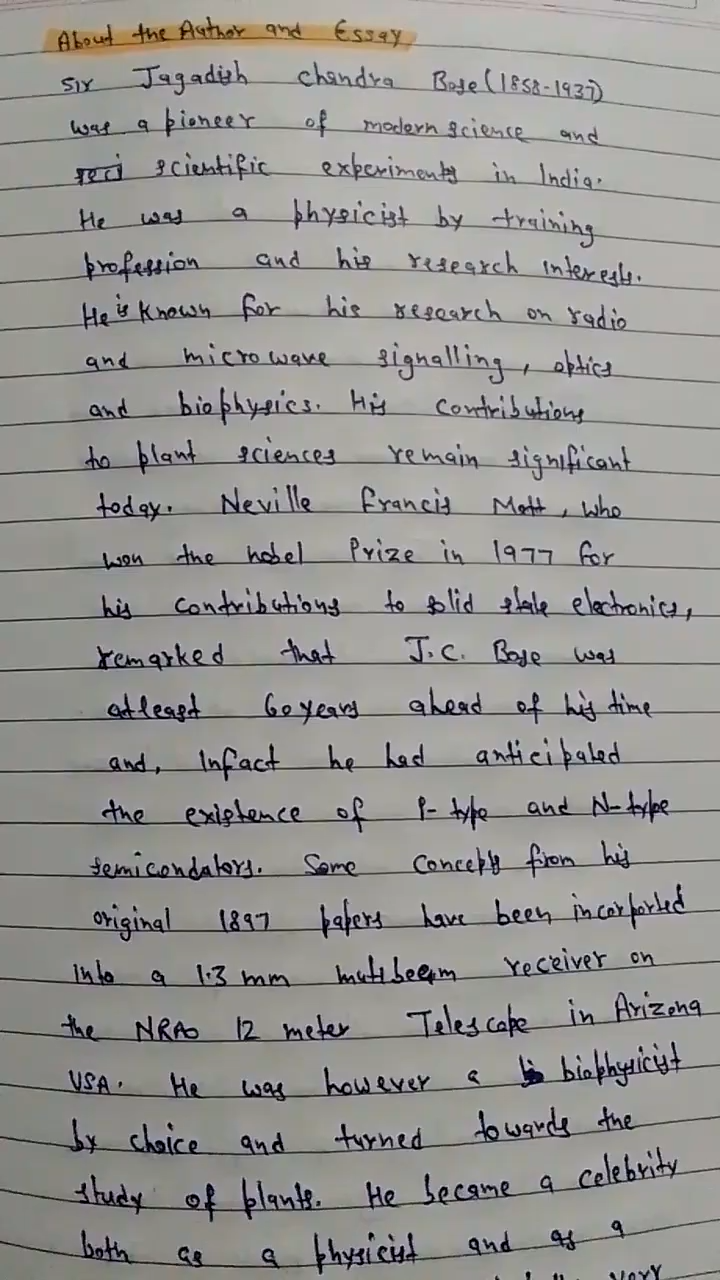 About the Author and Essay
Sir Jagadish Chandra Bose (1858-1937)
was a pioneer of modern science and
scientific experiments in India.
He was a physicist by training
profession and his research interests.
He is known for his research on radio
and microwave signalling, optics
and biophysics. His contributions
to plant sciences remain significant
today. Neville Francis Mott, who
won the nobel Prize in 1977 for
his contributions to solid state electronics,
remarked that J.C. Bose was
atleast 60 years ahead of his time
and, Infact he had anticipated
the existence of P-type and N-type
semicondators. Some Concepts from his
original 1897 papers have been incorported
into a 1.3 mm mutibeem receiver on
the NRAO 12 meter Telescope in Arizona
USA. He was however a biophysicist
by choice and turned towards the
study of plants. He became a celebrity
both as a physicist and as a
very